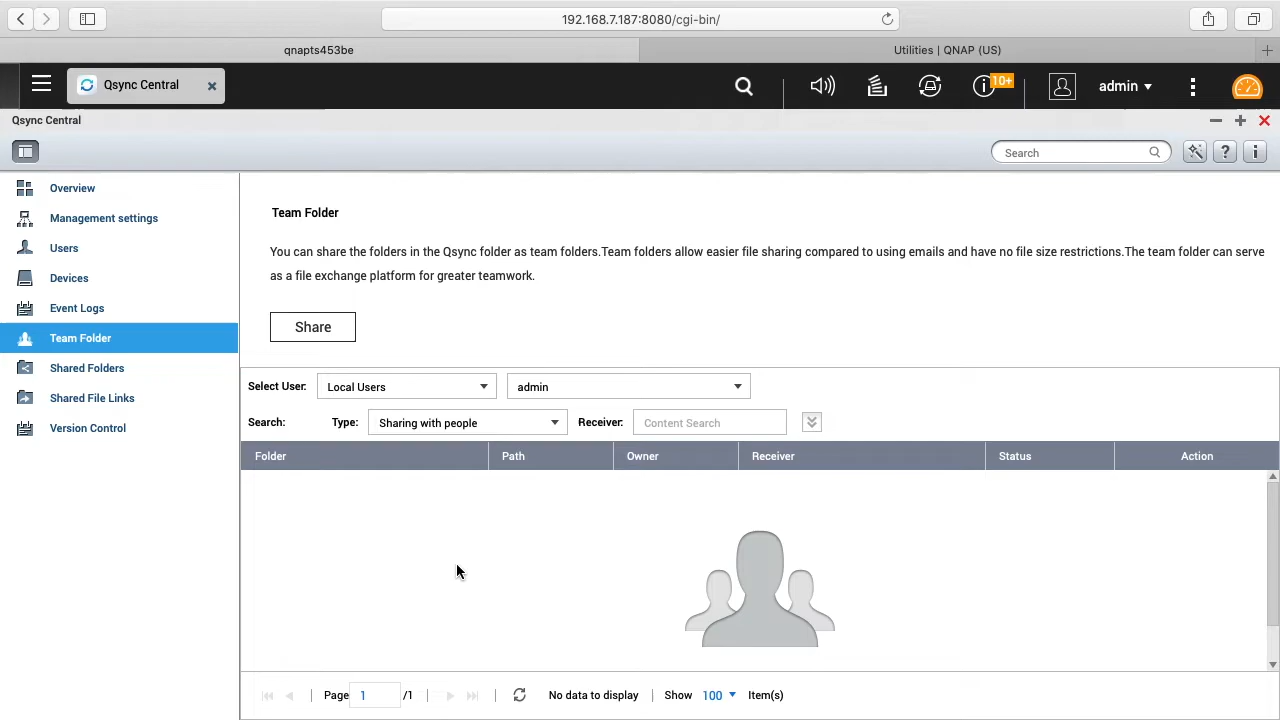 192.168.7.187:8080/cgi-bin/
qnapts453be
Utilities | QNAP (US)
Qsync Central
10+
admin
Qsync Central
Search
Overview
Management settings
Users
Devices
Event Logs
Team Folder
Shared Folders
Shared File Links
Version Control
Team Folder
You can share the folders in the Qsync folder as team folders.Team folders allow easier file sharing compared to using emails and have no file size restrictions.The team folder can serve
as a file exchange platform for greater teamwork.
Share
Select User: Local Users admin
Search: Type: Sharing with people Receiver: Content Search
Folder Path Owner Receiver Status Action
Page 1 /1 No data to display Show 100 Item(s)